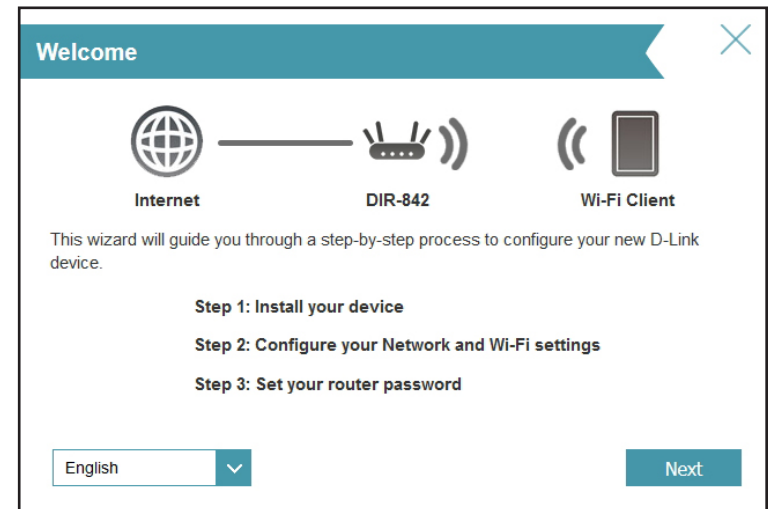 Welcome
Internet
DIR-842
Wi-Fi Client
This wizard will guide you through a step-by-step process to configure your new D-Link
device.
Step 1: Install your device
Step 2: Configure your Network and Wi-Fi settings
Step 3: Set your router password
English
Next